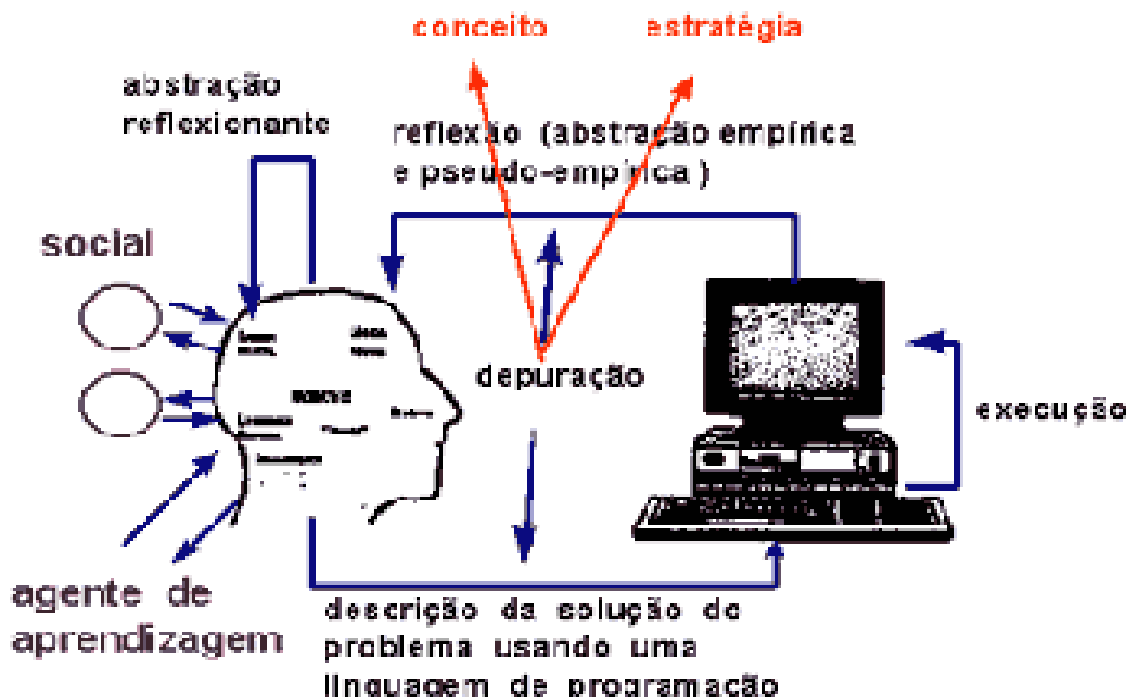 conceito estratégia
abstração
reflexionante
reflexão (abstração empírica
e pseudo-empírica)
social
depuração
execução
agente de
aprendizagem
descrição da solução do
problema usando uma
linguagem de programação